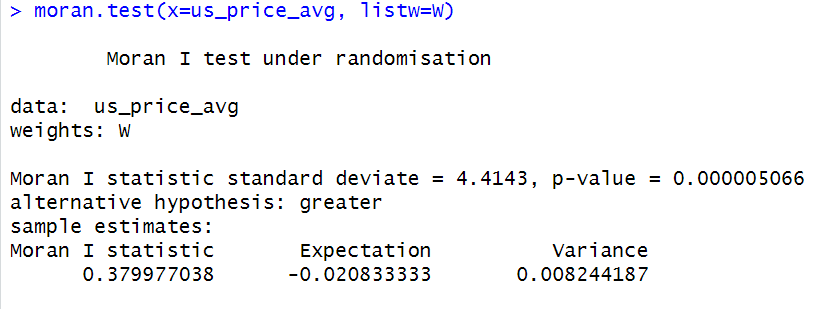 > moran.test(x=us_price_avg, listw=W)
Moran I test under randomisation
data:  us_price_avg
weights: W
Moran I statistic standard deviate = 4.4143, p-value = 0.000005066
alternative hypothesis: greater
sample estimates:
Moran I statistic       Expectation          Variance
0.379977038      -0.020833333       0.008244187